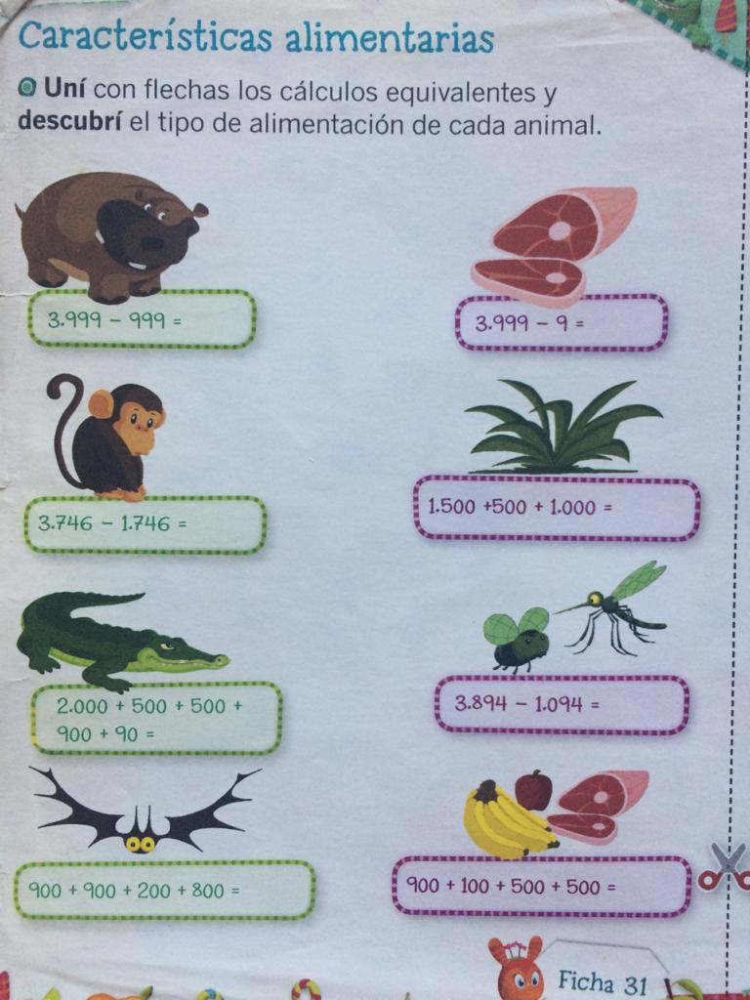 Características alimentarias
Uní con flechas los cálculos equivalentes y
descubrí el tipo de alimentación de cada animal.
3.999 - 999 =
3.999 - 9 =
3.746 - 1.746 =
1.500 +500 + 1.000 =
2.000 + 500 + 500 +
900 + 90 =
3.894 - 1.094 =
900 + 900 + 200 + 800 =
900 + 100 + 500 + 500 =
Ficha 31